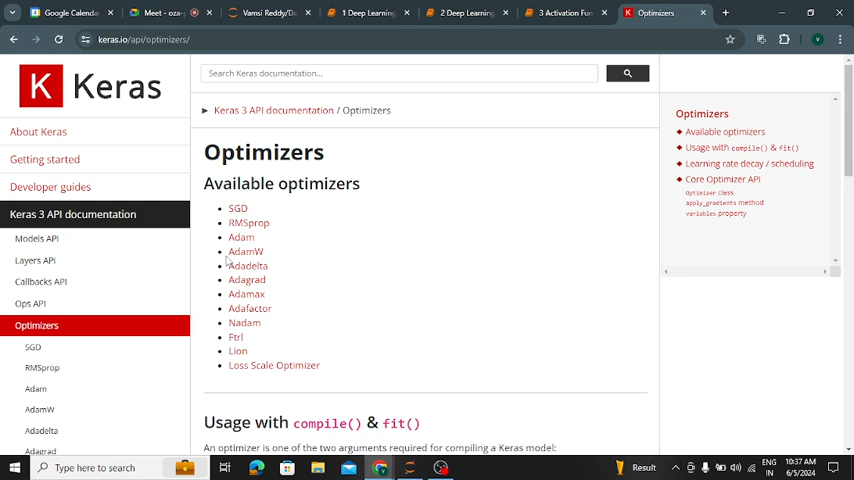 Google Calenda
Meet - oza-
Vamsi Reddy/De
1 Deep Learning
2 Deep Learning
3 Activation Fun
Optimizers
keras.io/api/optimizers/
V
K Keras
Search Keras documentation...
► Keras 3 API documentation / Optimizers
About Keras
Getting started
Developer guides
Keras 3 API documentation
Models API
Layers API
Callbacks API
Ops API
Optimizers
SGD
RMSprop
Adam
AdamW
Adadelta
Adagrad
Optimizers
Available optimizers
• SGD
• RMSprop
• Adam
• AdamW
• Adadelta
• Adagrad
• Adamax
• Adafactor
• Nadam
• Ftrl
• Lion
• Loss Scale Optimizer
Usage with compile() & fit()
An optimizer is one of the two arguments required for compiling a Keras model:
Optimizers
◆ Available optimizers
◆ Usage with compile() & fit()
◆ Learning rate decay / scheduling
◆ Core Optimizer API
Optimizer class
apply_gradients method
variables property
Type here to search
Result
ENG
IN
10:37 AM
6/5/2024